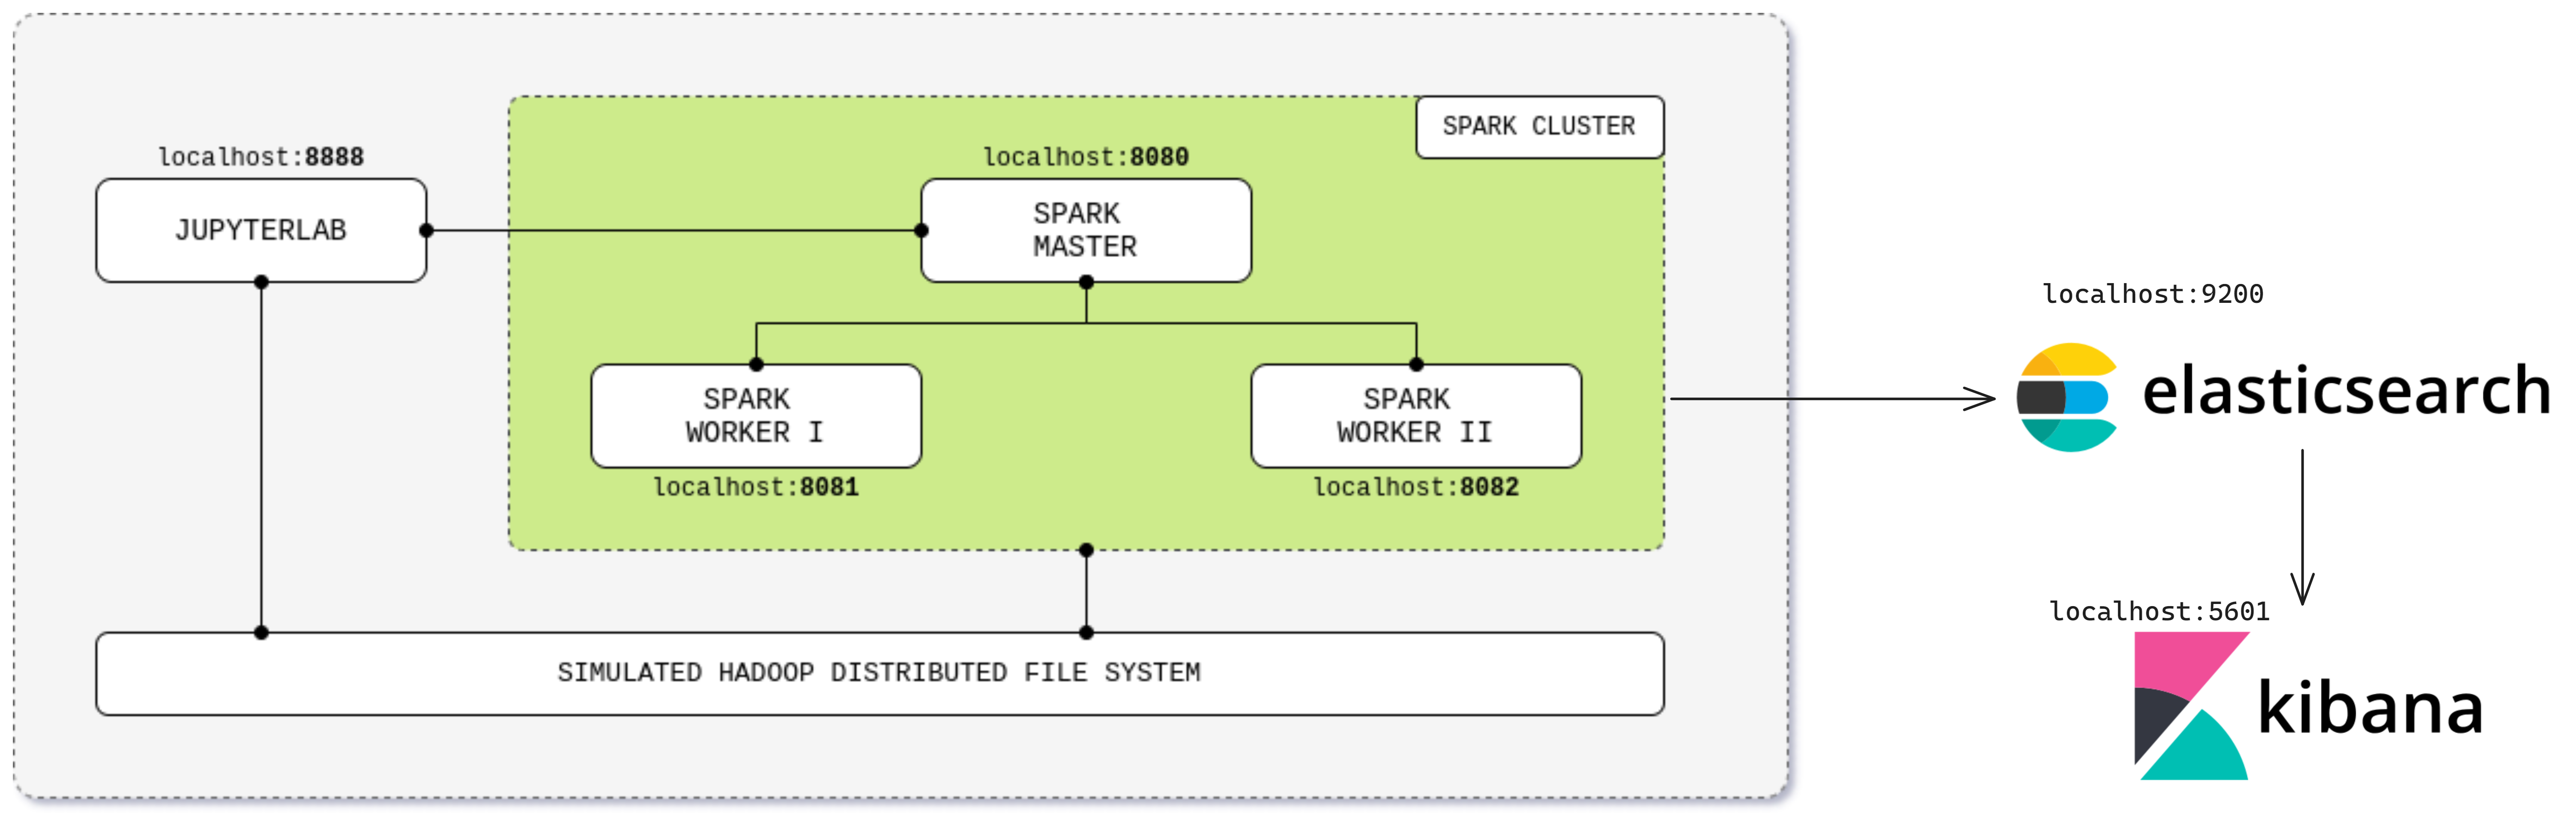 SPARK CLUSTER
localhost:8888
localhost:8080
JUPYTERLAB
SPARK
MASTER
localhost:9200
elasticsearch
SPARK
WORKER I
SPARK
WORKER II
localhost:8081
localhost:8082
localhost:5601
SIMULATED HADOOP DISTRIBUTED FILE SYSTEM
kibana